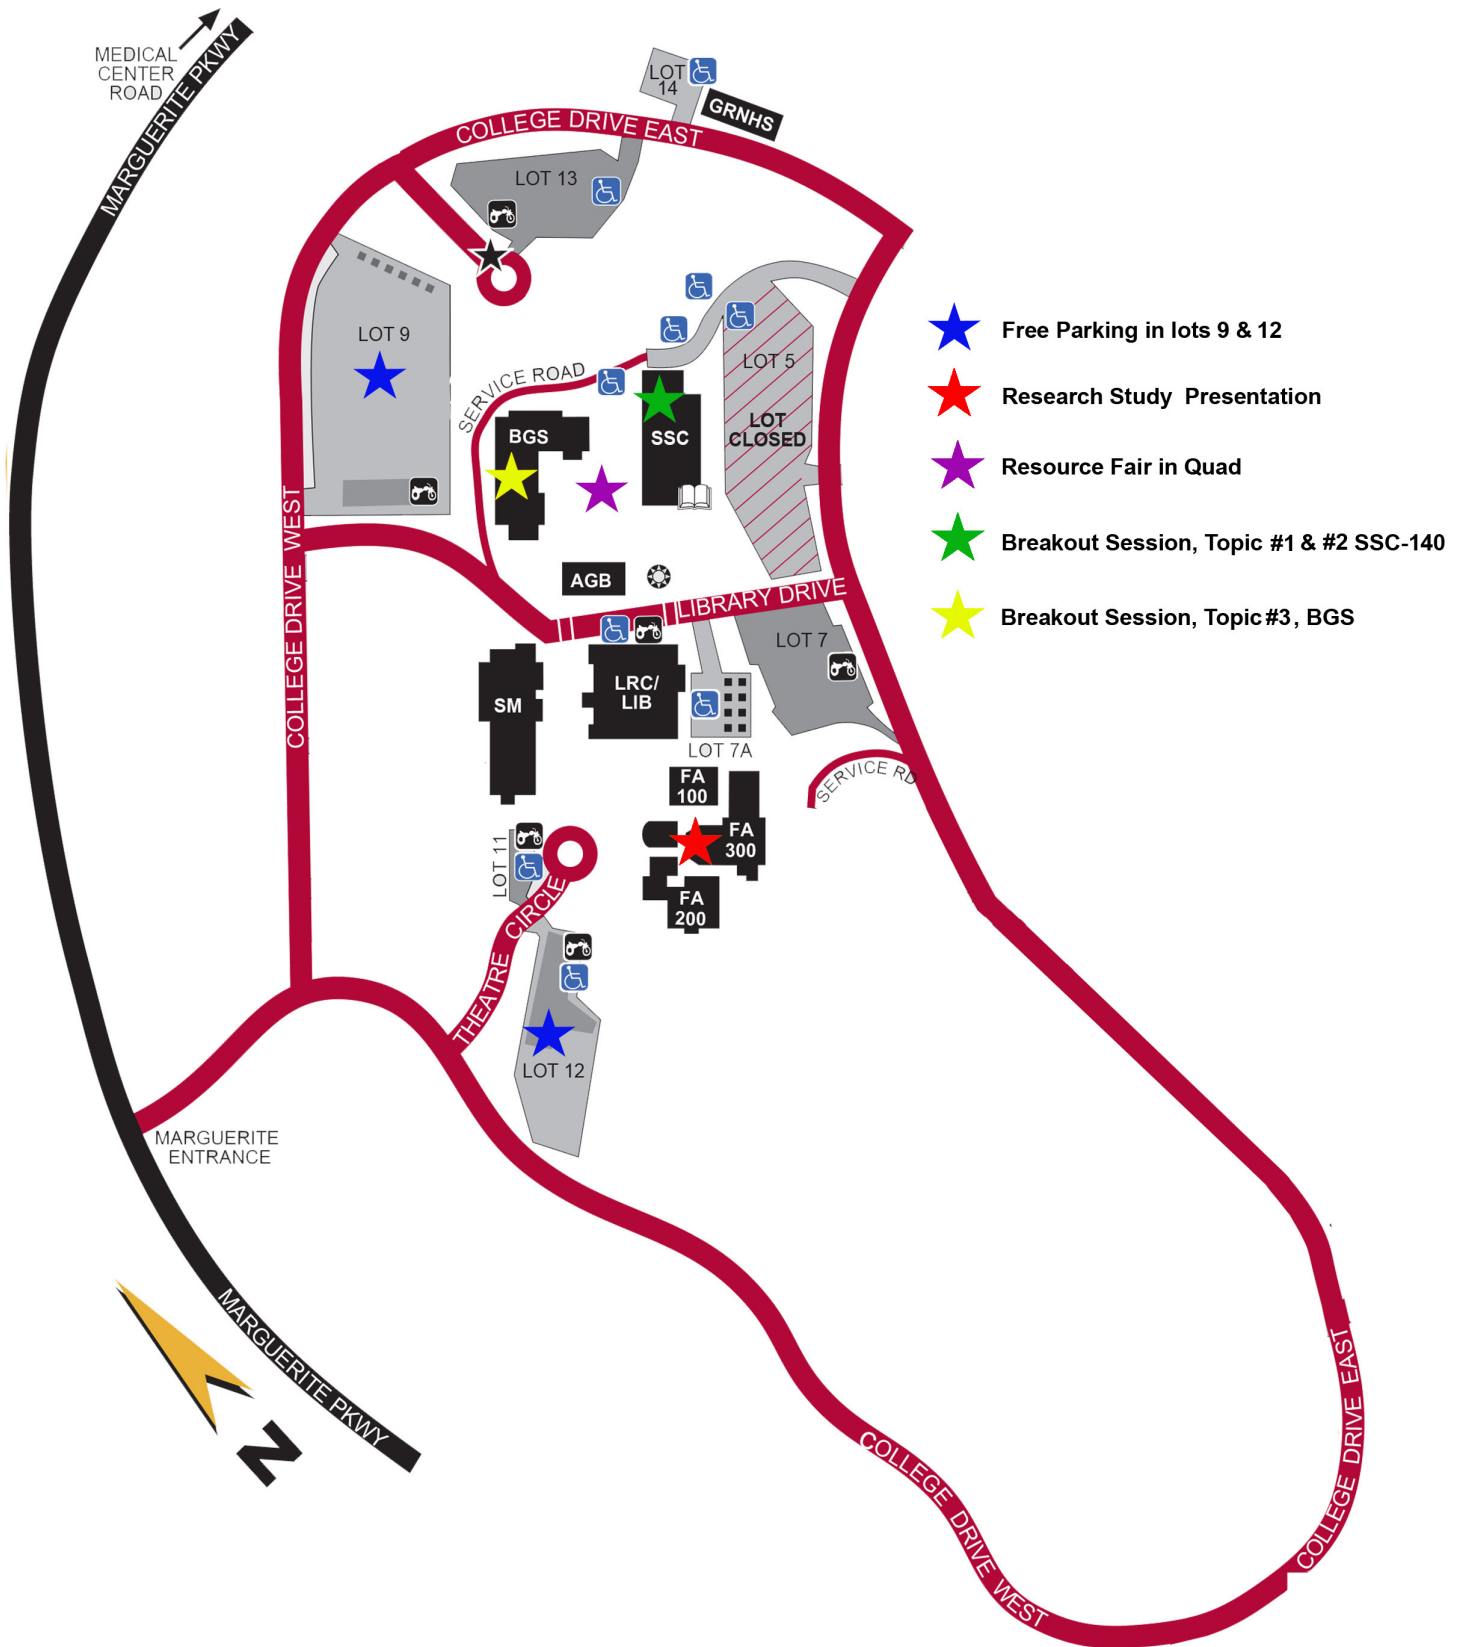 MEDICAL
CENTER
ROAD
MARGUERITE PKWY
LOT
14
GRNHS
COLLEGE DRIVE EAST
LOT 13
LOT 9
SERVICE ROAD
LOT 5
LOT
CLOSED
BGS
SSC
Free Parking in lots 9 & 12
Research Study Presentation
Resource Fair in Quad
Breakout Session, Topic #1 & #2 SSC-140
Breakout Session, Topic #3, BGS
COLLEGE DRIVE WEST
AGB
LIBRARY DRIVE
LOT 7
SM
LRC/
LIB
LOT 7A
SERVICE RD
FA
100
FA
300
FA
200
LOT 11
THEATRE CIRCLE
LOT 12
MARGUERITE
ENTRANCE
MARGUERITE PKWY
N
COLLEGE DRIVE WEST
COLLEGE DRIVE EAST